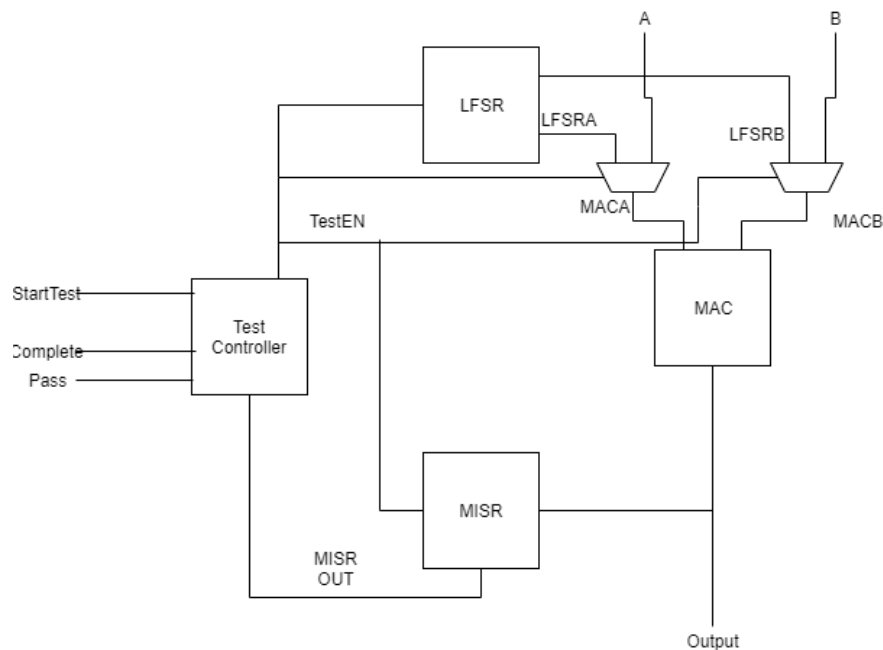 A
B
LFSR
LFSRA
LFSRB
MACA
MACB
TestEN
StartTest
Test
Controller
MAC
Complete
Pass
MISR
MISR
OUT
Output